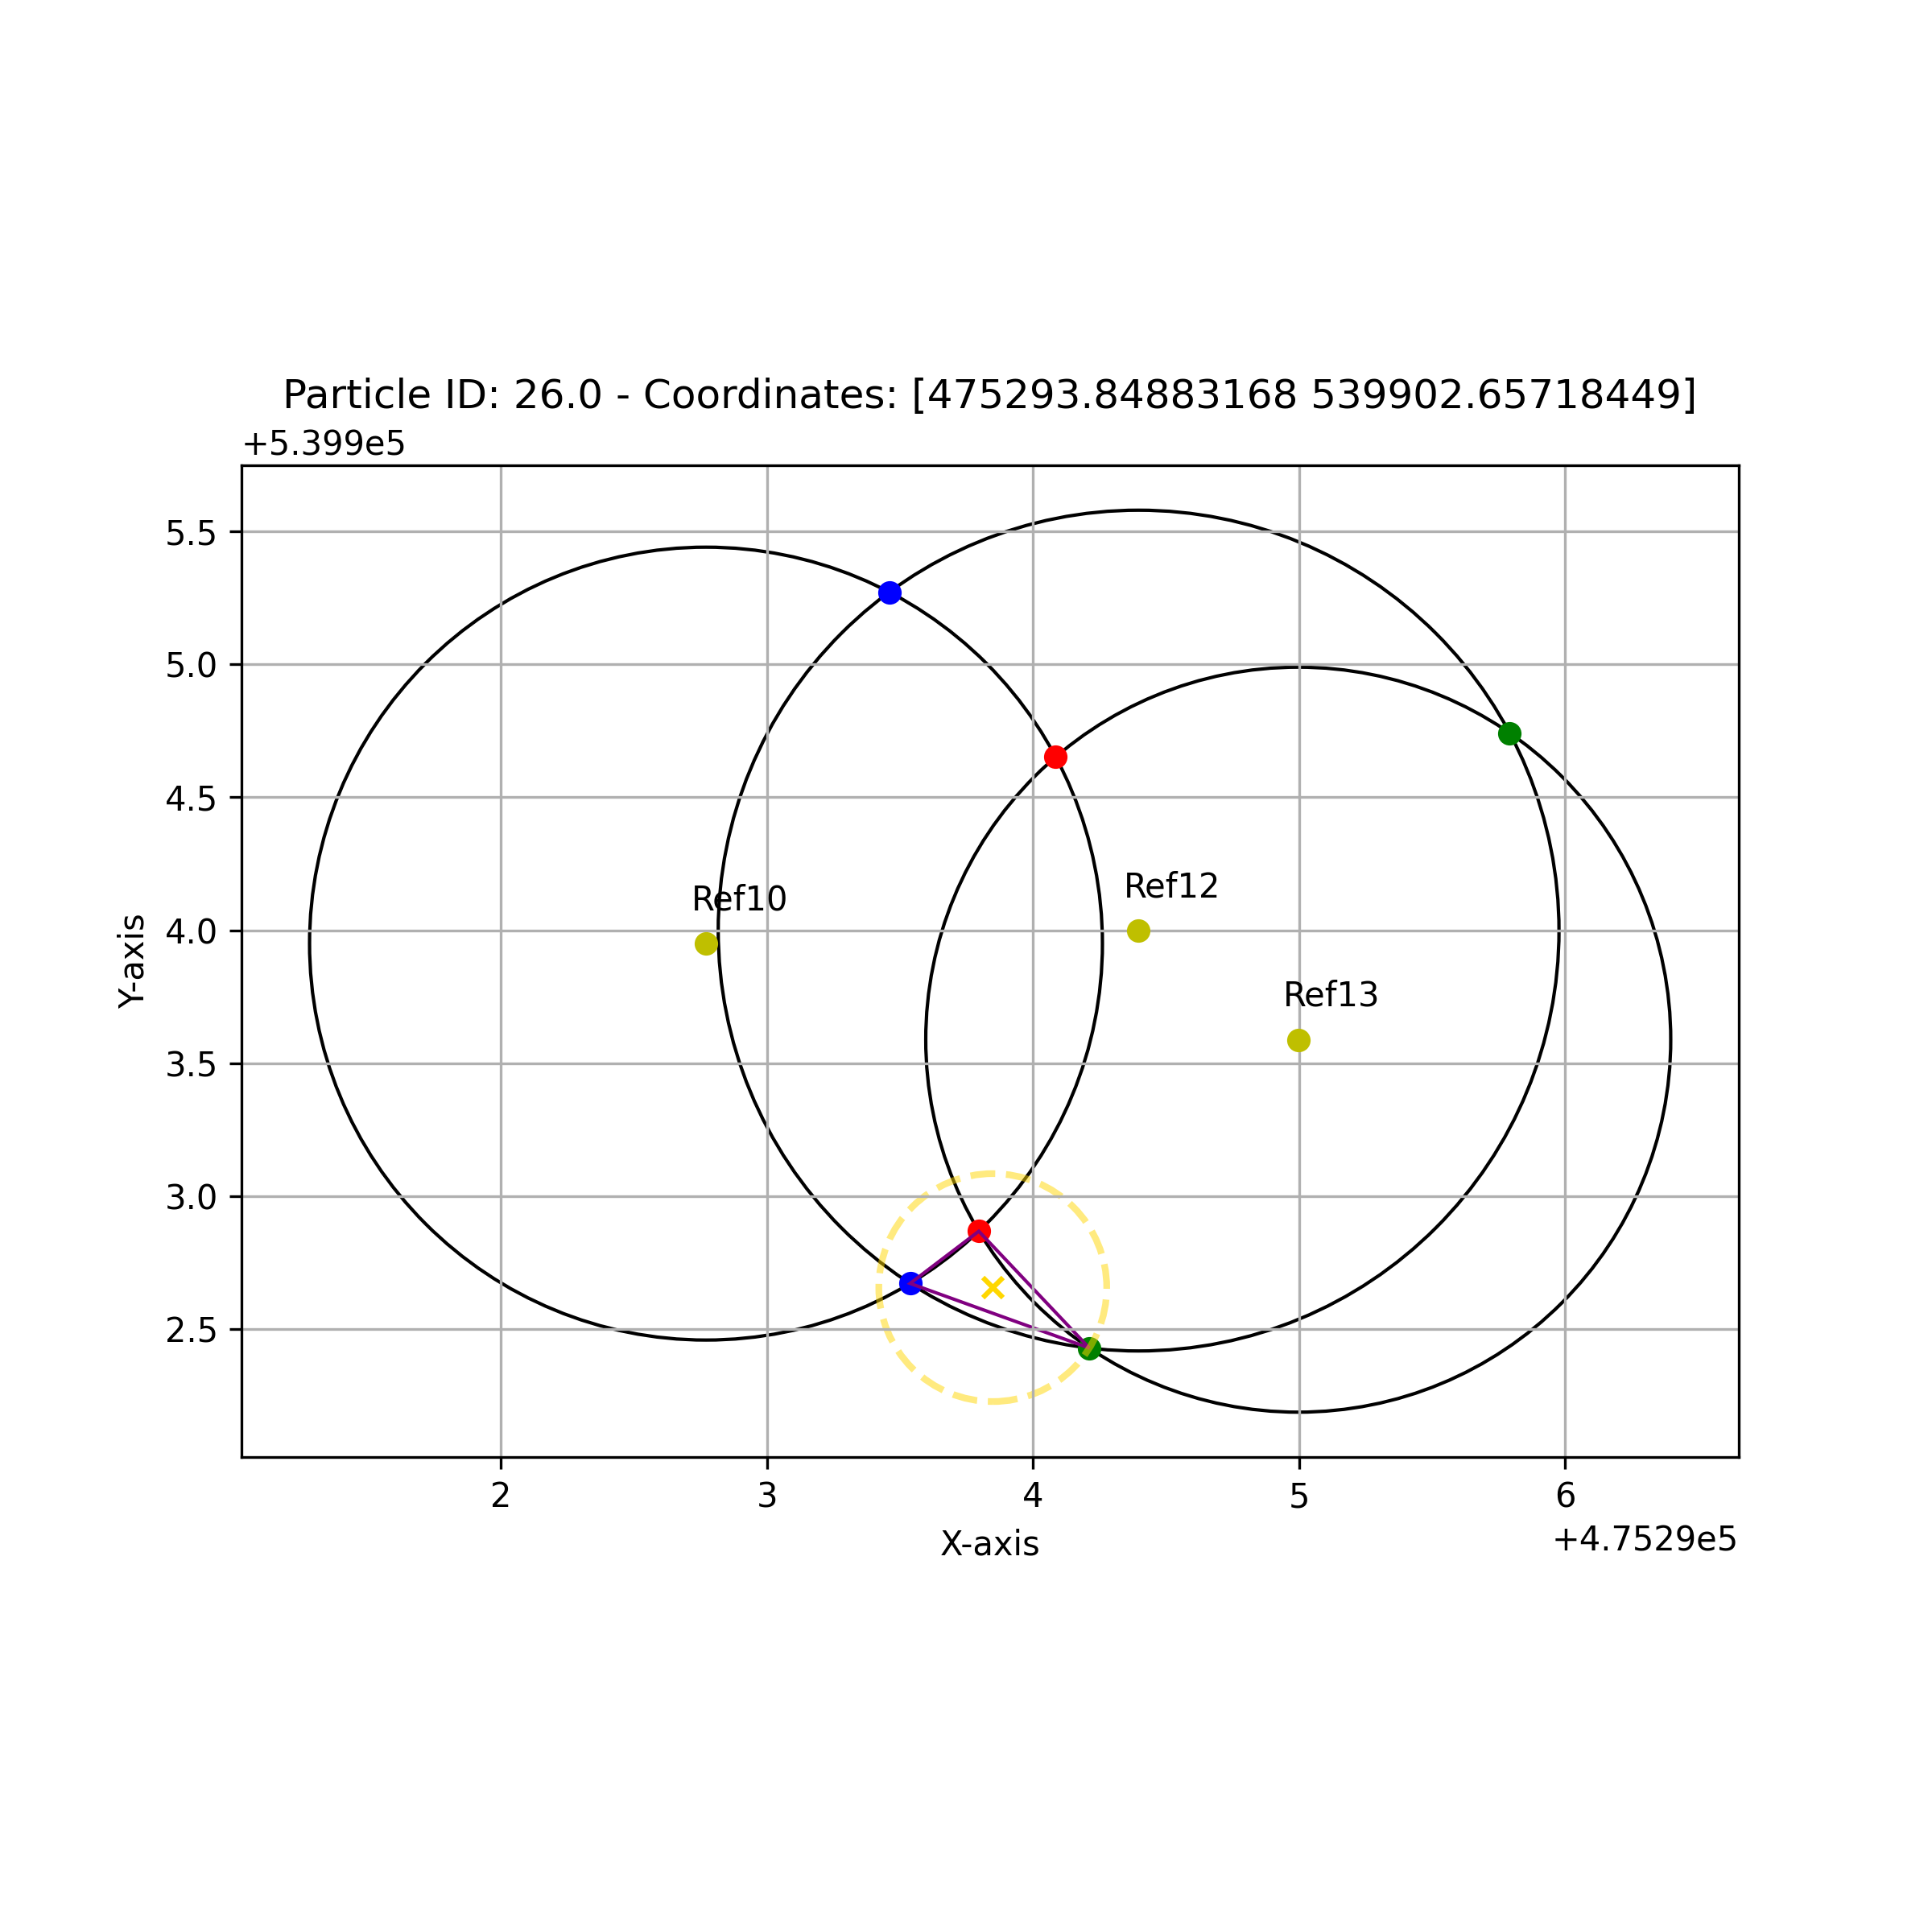 Particle ID: 26.0 - Coordinates: [475293.84883168 539902.65718449]
+5.399e5
5.5
5.0
4.5
4.0
3.5
3.0
2.5
Y-axis
Ref10
Ref12
Ref13
2 3 4 5 6
X-axis
+4.7529e5